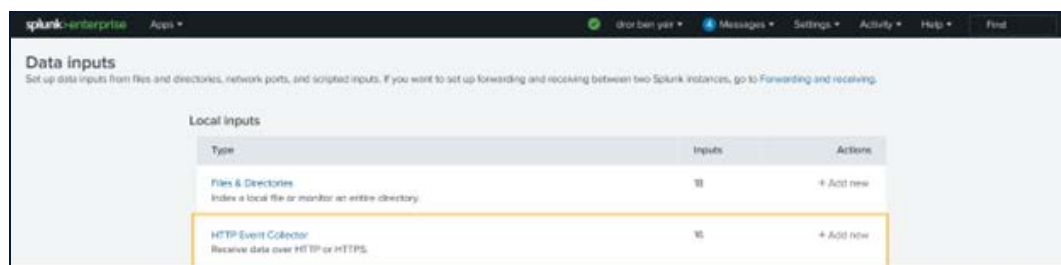 splunk>enterprise Apps dror ben yair 4 Messages Settings Activity Help Find
Data inputs
Set up data inputs from files and directories, network ports, and scripted inputs. If you want to set up forwarding and receiving between two Splunk instances, go to Forwarding and receiving.
Local inputs
Type Inputs Actions
Files & Directories 18 + Add new
Index a local file or monitor an entire directory.
HTTP Event Collector 16 + Add new
Receive data over HTTP or HTTPS.